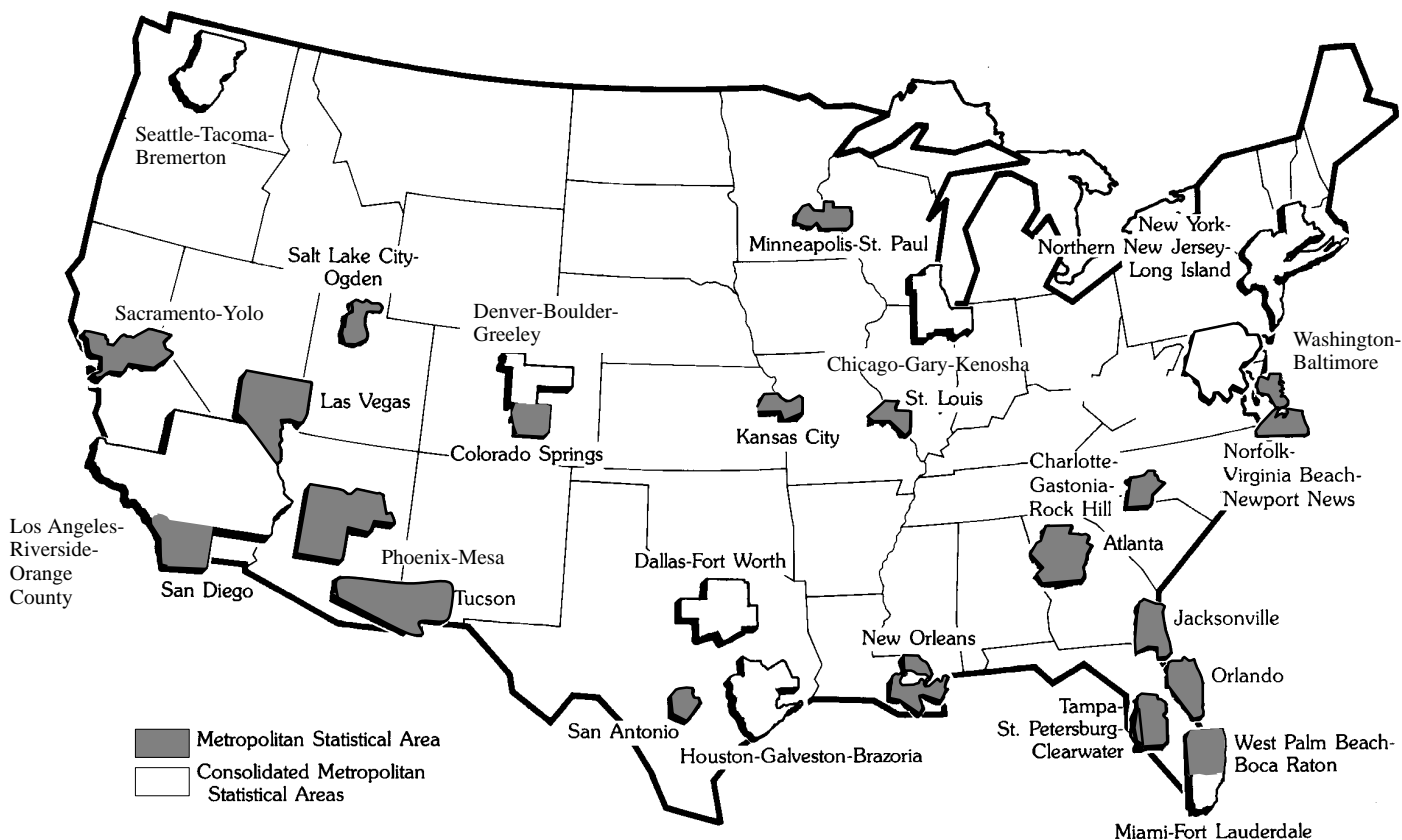 Seattle-Tacoma-
Bremerton
Salt Lake City-
Ogden
Sacramento-Yolo
Denver-Boulder-
Greeley
Las Vegas
Colorado Springs
Minneapolis-St. Paul
Northern
New York-
New Jersey-
Long Island
Chicago-Gary-Kenosha
Washington-
Baltimore
St. Louis
Kansas City
Norfolk-
Virginia Beach-
Newport News
Charlotte-
Gastonia-
Rock Hill
Atlanta
Los Angeles-
Riverside-
Orange
County
San Diego
Phoenix-Mesa
Tucson
Dallas-Fort Worth
New Orleans
Jacksonville
Orlando
San Antonio
Houston-Galveston-Brazoria
Tampa-
St. Petersburg-
Clearwater
West Palm Beach-
Boca Raton
Miami-Fort Lauderdale
Metropolitan Statistical Area
Consolidated Metropolitan
Statistical Areas